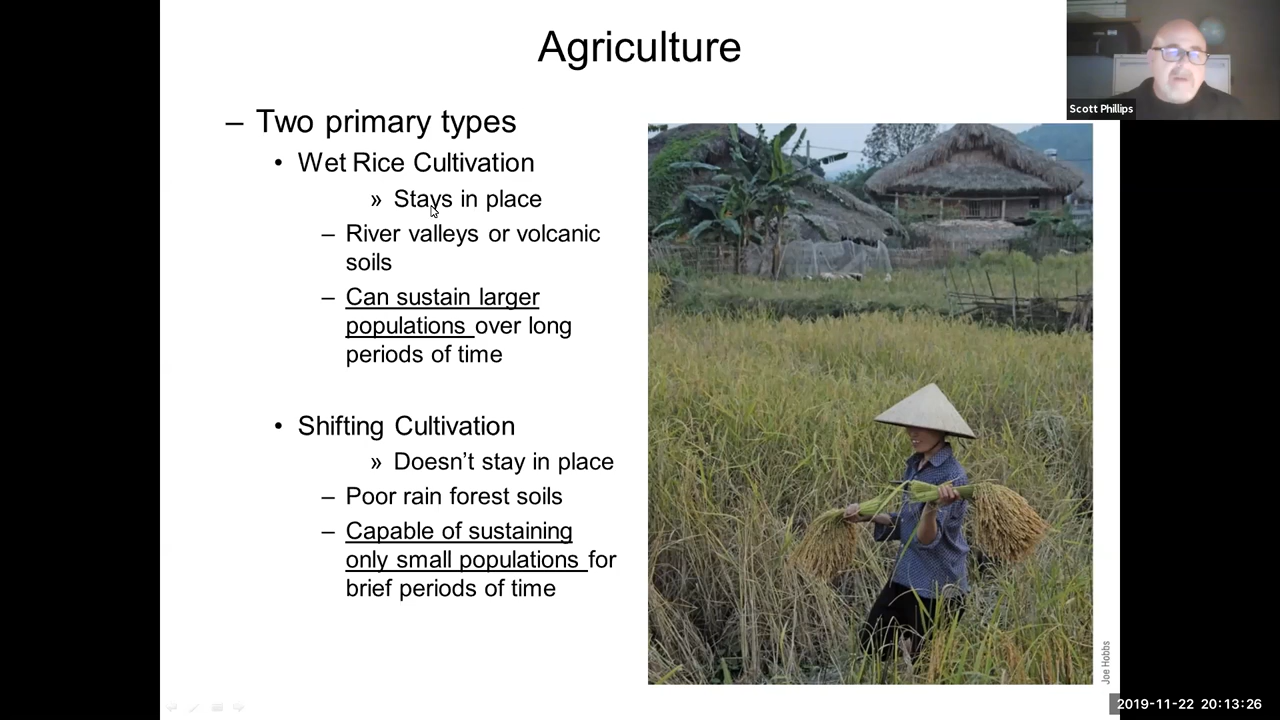 Agriculture
Scott Phillips
– Two primary types
• Wet Rice Cultivation
» Stays in place
– River valleys or volcanic
soils
– Can sustain larger
populations over long
periods of time
• Shifting Cultivation
» Doesn’t stay in place
– Poor rain forest soils
– Capable of sustaining
only small populations for
brief periods of time
Joe Hobbs
2019-11-22 20:13:26